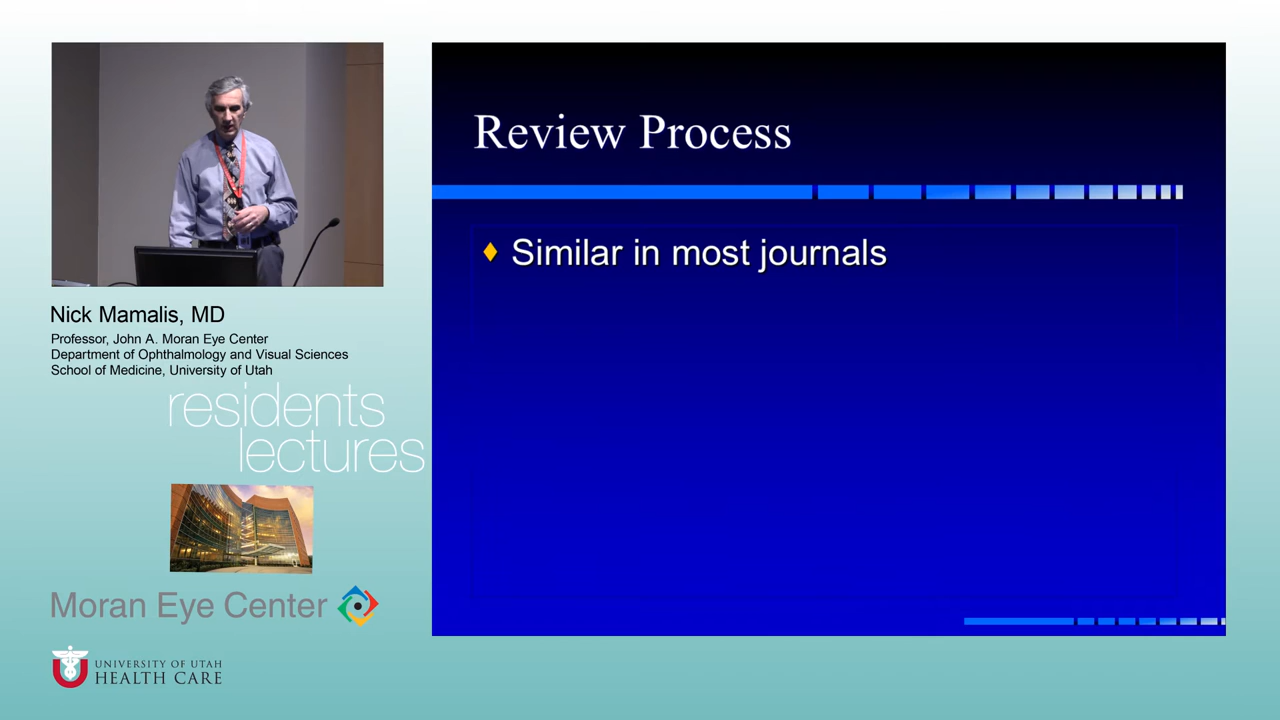 Review Process
Similar in most journals
Nick Mamalis, MD
Professor, John A. Moran Eye Center
Department of Ophthalmology and Visual Sciences
School of Medicine, University of Utah
residents
lectures
Moran Eye Center
U
UNIVERSITY OF UTAH
HEALTH CARE